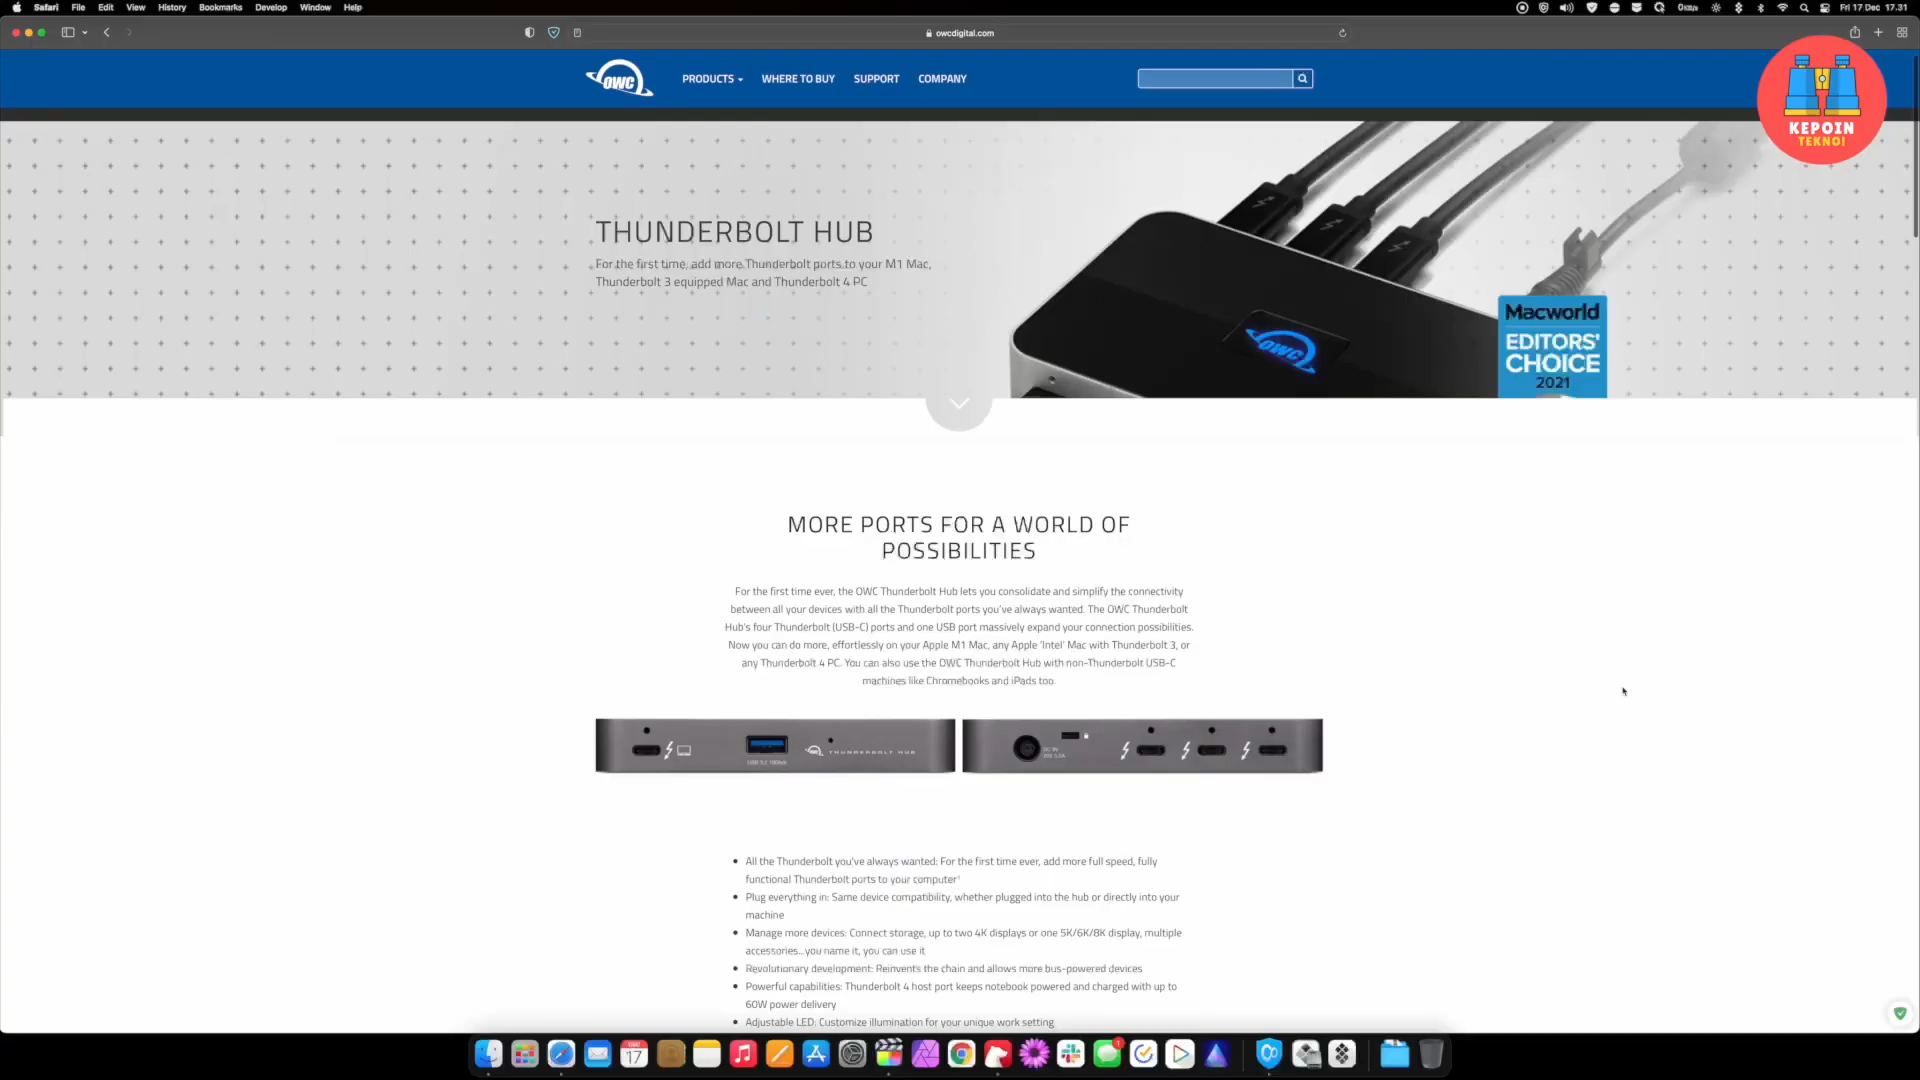 Safari File Edit View History Bookmarks Develop Window Help
Fri 17 Dec 17.31
owcdigital.com
OWC
PRODUCTS WHERE TO BUY SUPPORT COMPANY
KEPOIN
TEKNO!
THUNDERBOLT HUB
For the first time, add more Thunderbolt ports to your M1 Mac,
Thunderbolt 3 equipped Mac and Thunderbolt 4 PC
OWC
Macworld
EDITORS'
CHOICE
2021
MORE PORTS FOR A WORLD OF
POSSIBILITIES
For the first time ever, the OWC Thunderbolt Hub lets you consolidate and simplify the connectivity
between all your devices with all the Thunderbolt ports you've always wanted. The OWC Thunderbolt
Hub's four Thunderbolt (USB-C) ports and one USB port massively expand your connection possibilities.
Now you can do more, effortlessly on your Apple M1 Mac, any Apple 'Intel' Mac with Thunderbolt 3, or
any Thunderbolt 4 PC. You can also use the OWC Thunderbolt Hub with non-Thunderbolt USB-C
machines like Chromebooks and iPads too.
THUNDERBOLT HUB
DC IN
All the Thunderbolt you've always wanted: For the first time ever, add more full speed, fully
functional Thunderbolt ports to your computer¹
Plug everything in: Same device compatibility, whether plugged into the hub or directly into your
machine
Manage more devices: Connect storage, up to two 4K displays or one 5K/6K/8K display, multiple
accessories...you name it, you can use it
Revolutionary development: Reinvents the chain and allows more bus-powered devices
Powerful capabilities: Thunderbolt 4 host port keeps notebook powered and charged with up to
60W power delivery
Adjustable LED: Customize illumination for your unique work setting
17
1